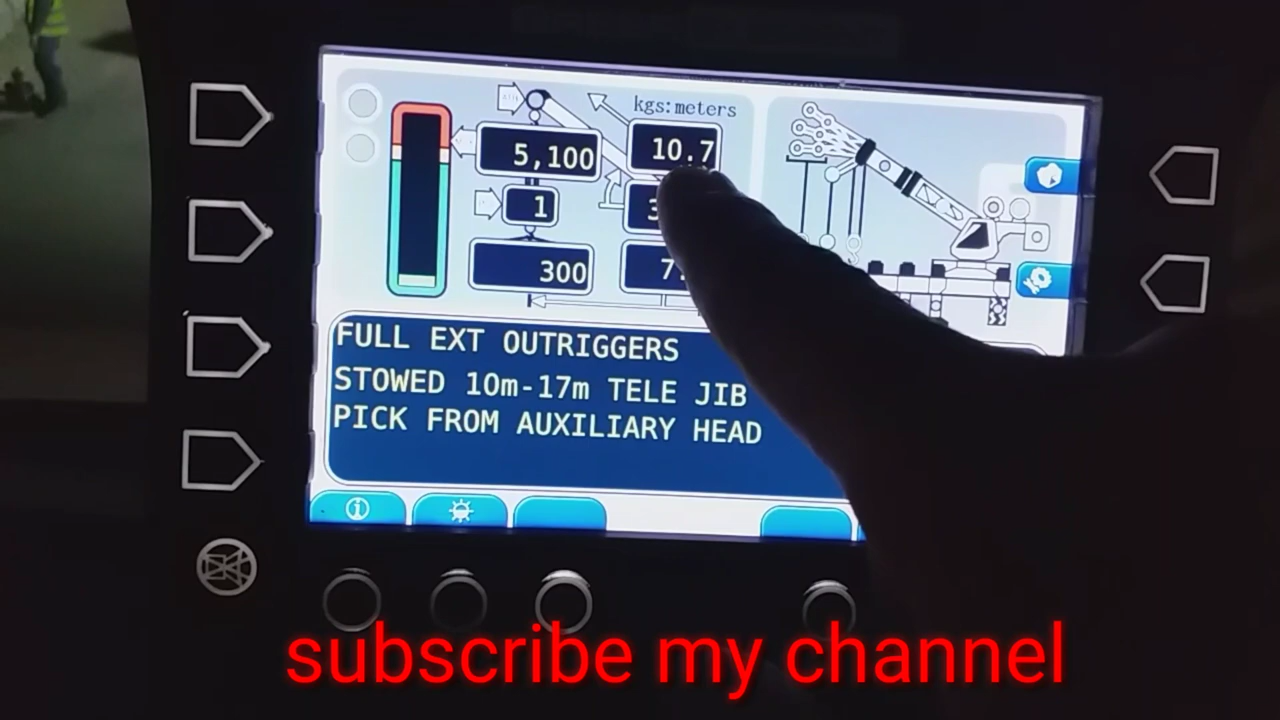 kgs:meters
5,100
10.7
1
300
FULL EXT OUTRIGGERS
STOWED 10m-17m TELE JIB
PICK FROM AUXILIARY HEAD
subscribe my channel